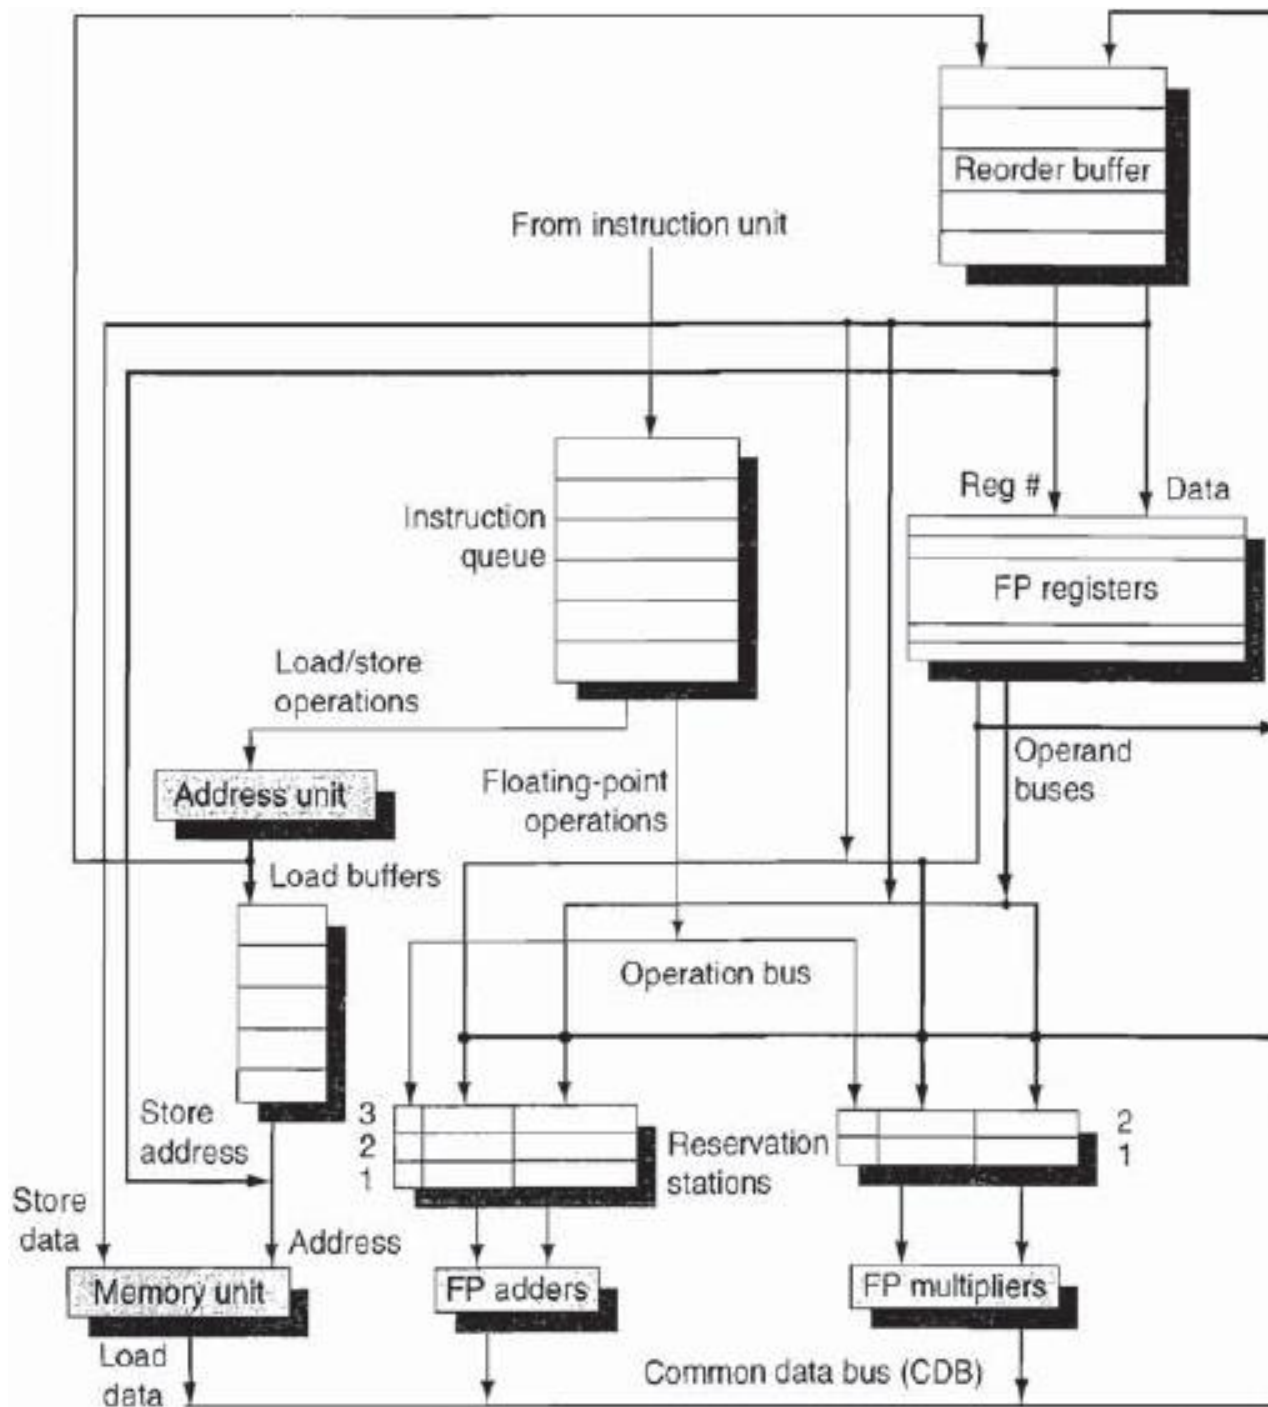 Reorder buffer
From instruction unit
Reg #
Data
Instruction
queue
FP registers
Load/store
operations
Operand
buses
Address unit
Floating-point
operations
Load buffers
Operation bus
Store
address
3
2
1
Reservation
stations
2
1
Store
data
Address
Memory unit
FP adders
FP multipliers
Load
data
Common data bus (CDB)